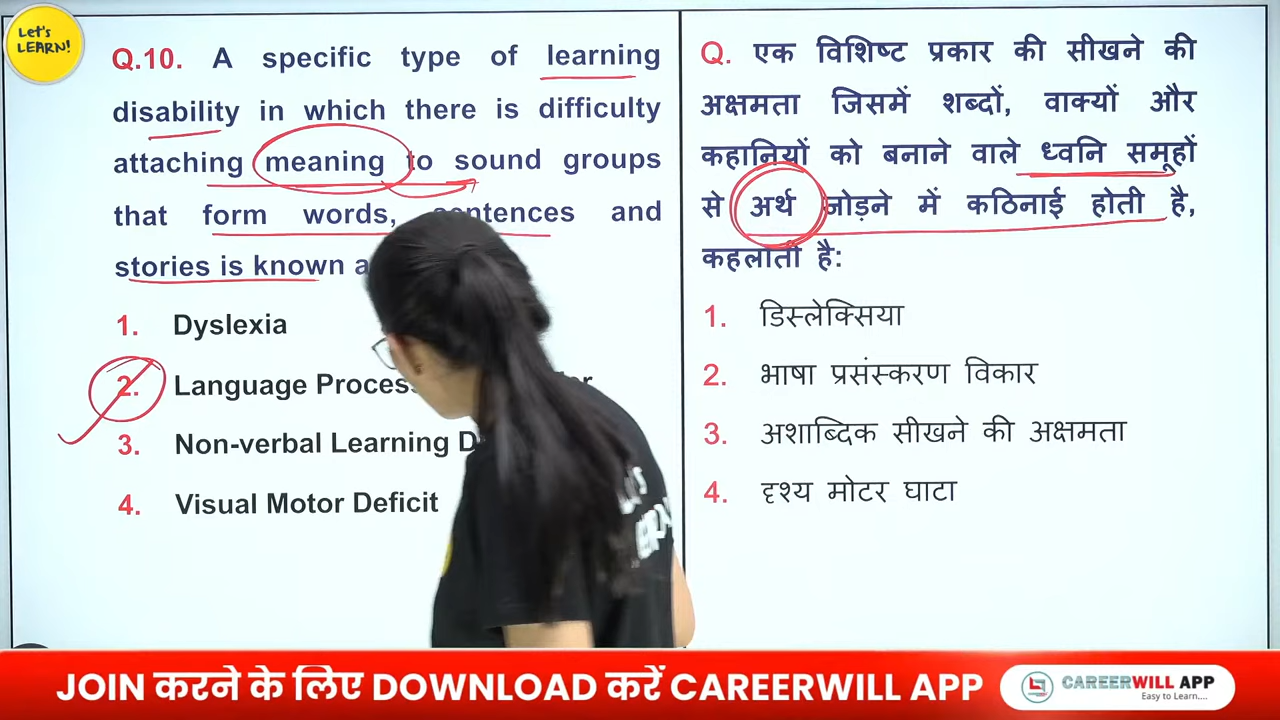 Let's
LEARN!
Q.10. A specific type of learning
disability in which there is difficulty
attaching meaning to sound groups
that form words, sentences and
stories is known
1. Dyslexia
2. Language
3. Non-verbal Learning
4. Visual Motor Deficit
Q. एक विशिष्ट प्रकार की सीखने की
अक्षमता जिसमें शब्दों, वाक्यों और
कहानियों को बनाने वाले ध्वनि समूहों
से अर्थ जोड़ने में कठिनाई होती है,
कहलाती है:
1. डिस्लेक्सिया
2. भाषा प्रसंस्करण विकार
3. अशाब्दिक सीखने की अक्षमता
4. दृश्य मोटर घाटा
JOIN करने के लिए DOWNLOAD करें CAREERWILL APP
CAREERWILL APP
Easy to Learn....